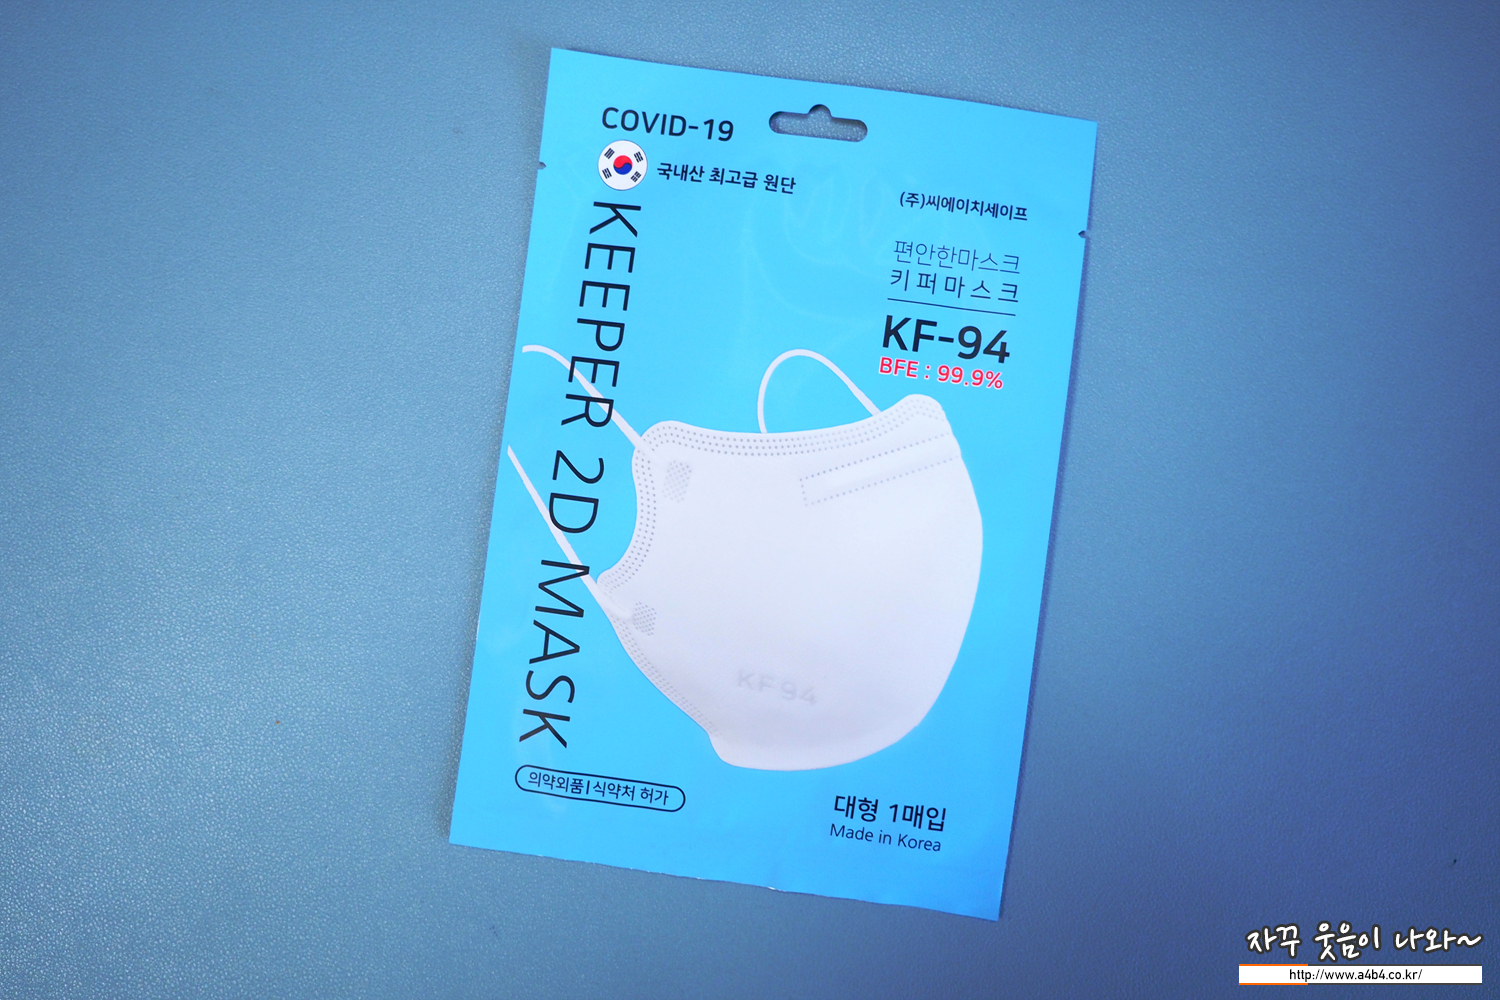 COVID-19
국내산 최고급 원단
(주)씨에이치세이프
편안한마스크
키퍼마스크
KF-94
BFE : 99.9%
KEEPER 2D MASK
KF94
의약외품|식약처 허가
대형 1매입
Made in Korea
자꾸 웃음이 나와~
http://www.a4b4.co.kr/